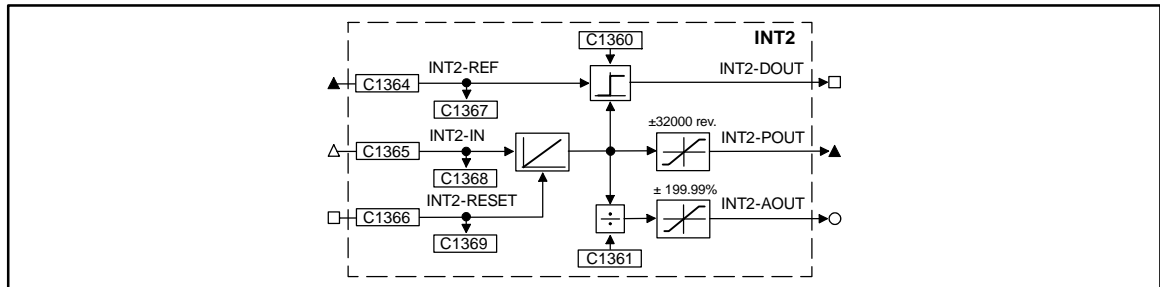 INT2
C1360
INT2-REF
INT2-DOUT
C1364
C1367
±32000 rev.
INT2-IN
INT2-POUT
C1365
C1368
± 199.99%
INT2-RESET
INT2-AOUT
C1366
÷
C1369
C1361